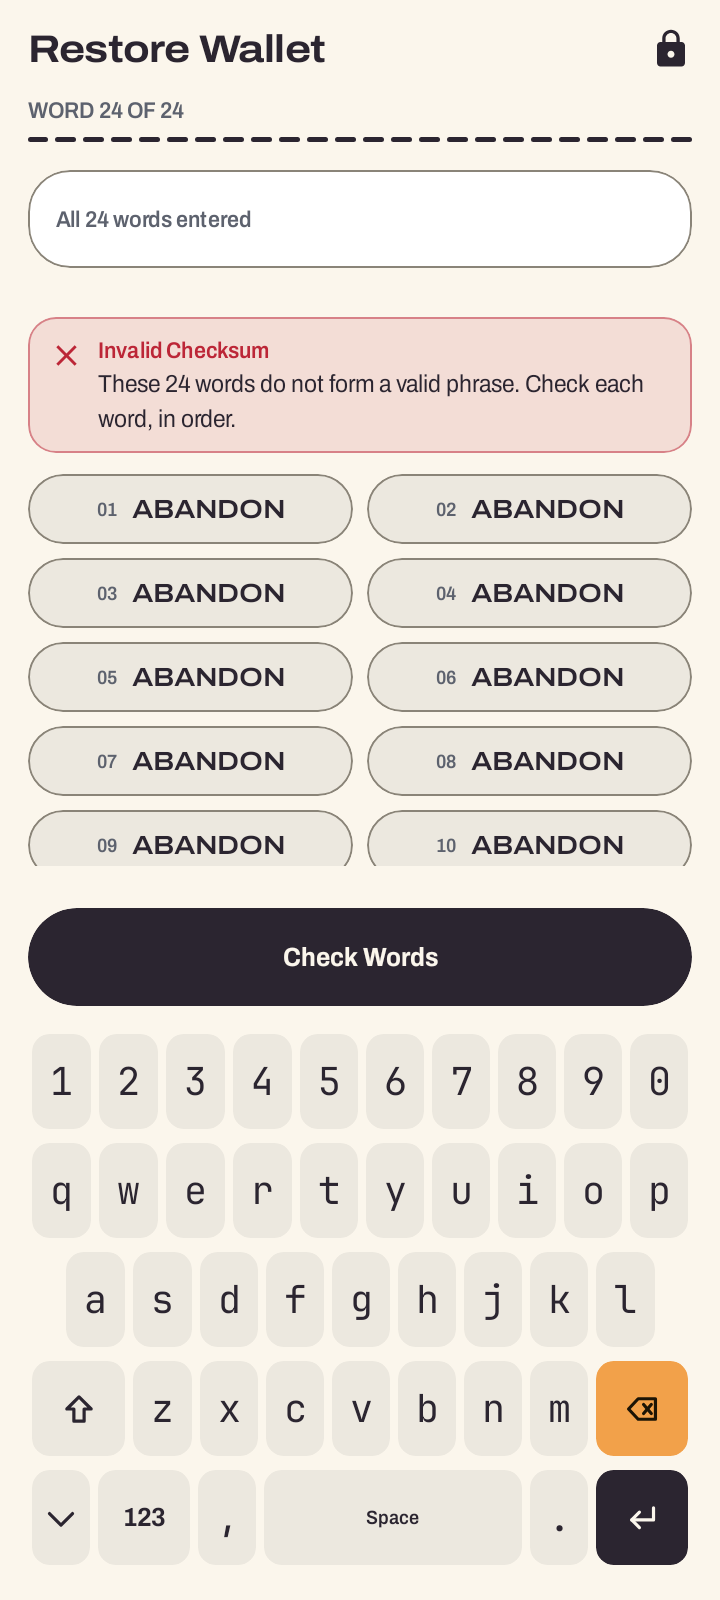 Restore Wallet
WORD 24 OF 24
All 24 words entered
Invalid Checksum
These 24 words do not form a valid phrase. Check each
word, in order.
01 ABANDON
02 ABANDON
03 ABANDON
04 ABANDON
05 ABANDON
06 ABANDON
07 ABANDON
08 ABANDON
09 ABANDON
10 ABANDON
Check Words
1 2 3 4 5 6 7 8 9 0
q w e r t y u i o p
a s d f g h j k l
z x c v b n m
123 , Space .